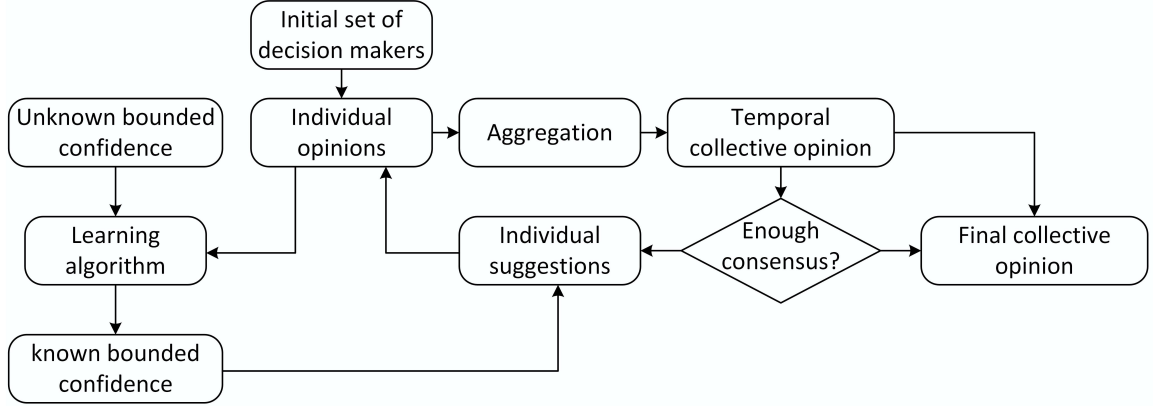 Initial set of
decision makers
Unknown bounded
confidence
Individual
opinions
Aggregation
Temporal
collective opinion
Learning
algorithm
Individual
suggestions
Enough
consensus?
Final collective
opinion
known bounded
confidence